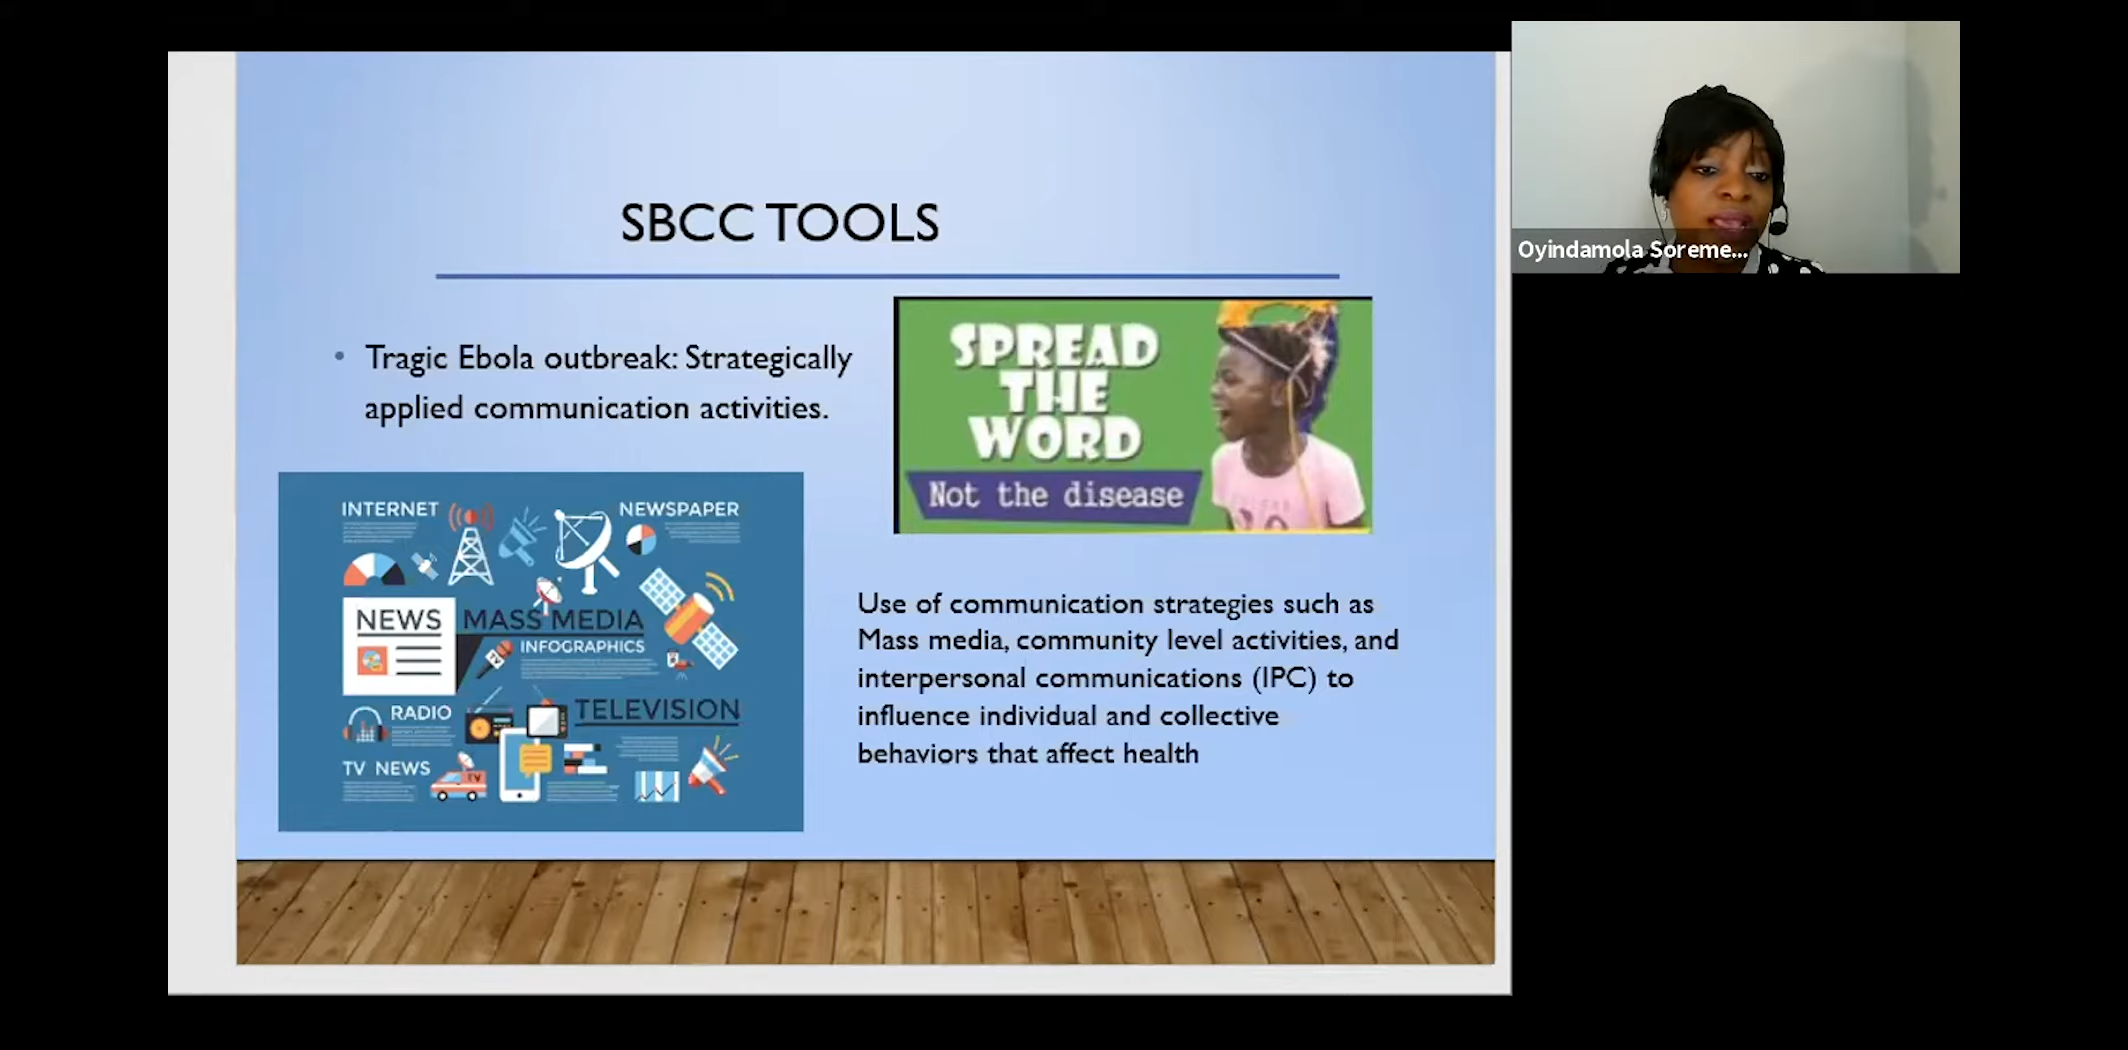 SBCC TOOLS
• Tragic Ebola outbreak: Strategically
applied communication activities.
SPREAD
THE
WORD
Not the disease
INTERNET
NEWSPAPER
NEWS
MASS MEDIA
INFOGRAPHICS
TV
RADIO
TELEVISION
TV NEWS
TV
Use of communication strategies such as
Mass media, community level activities, and
interpersonal communications (IPC) to
influence individual and collective
behaviors that affect health
Oyindamola Soreme...